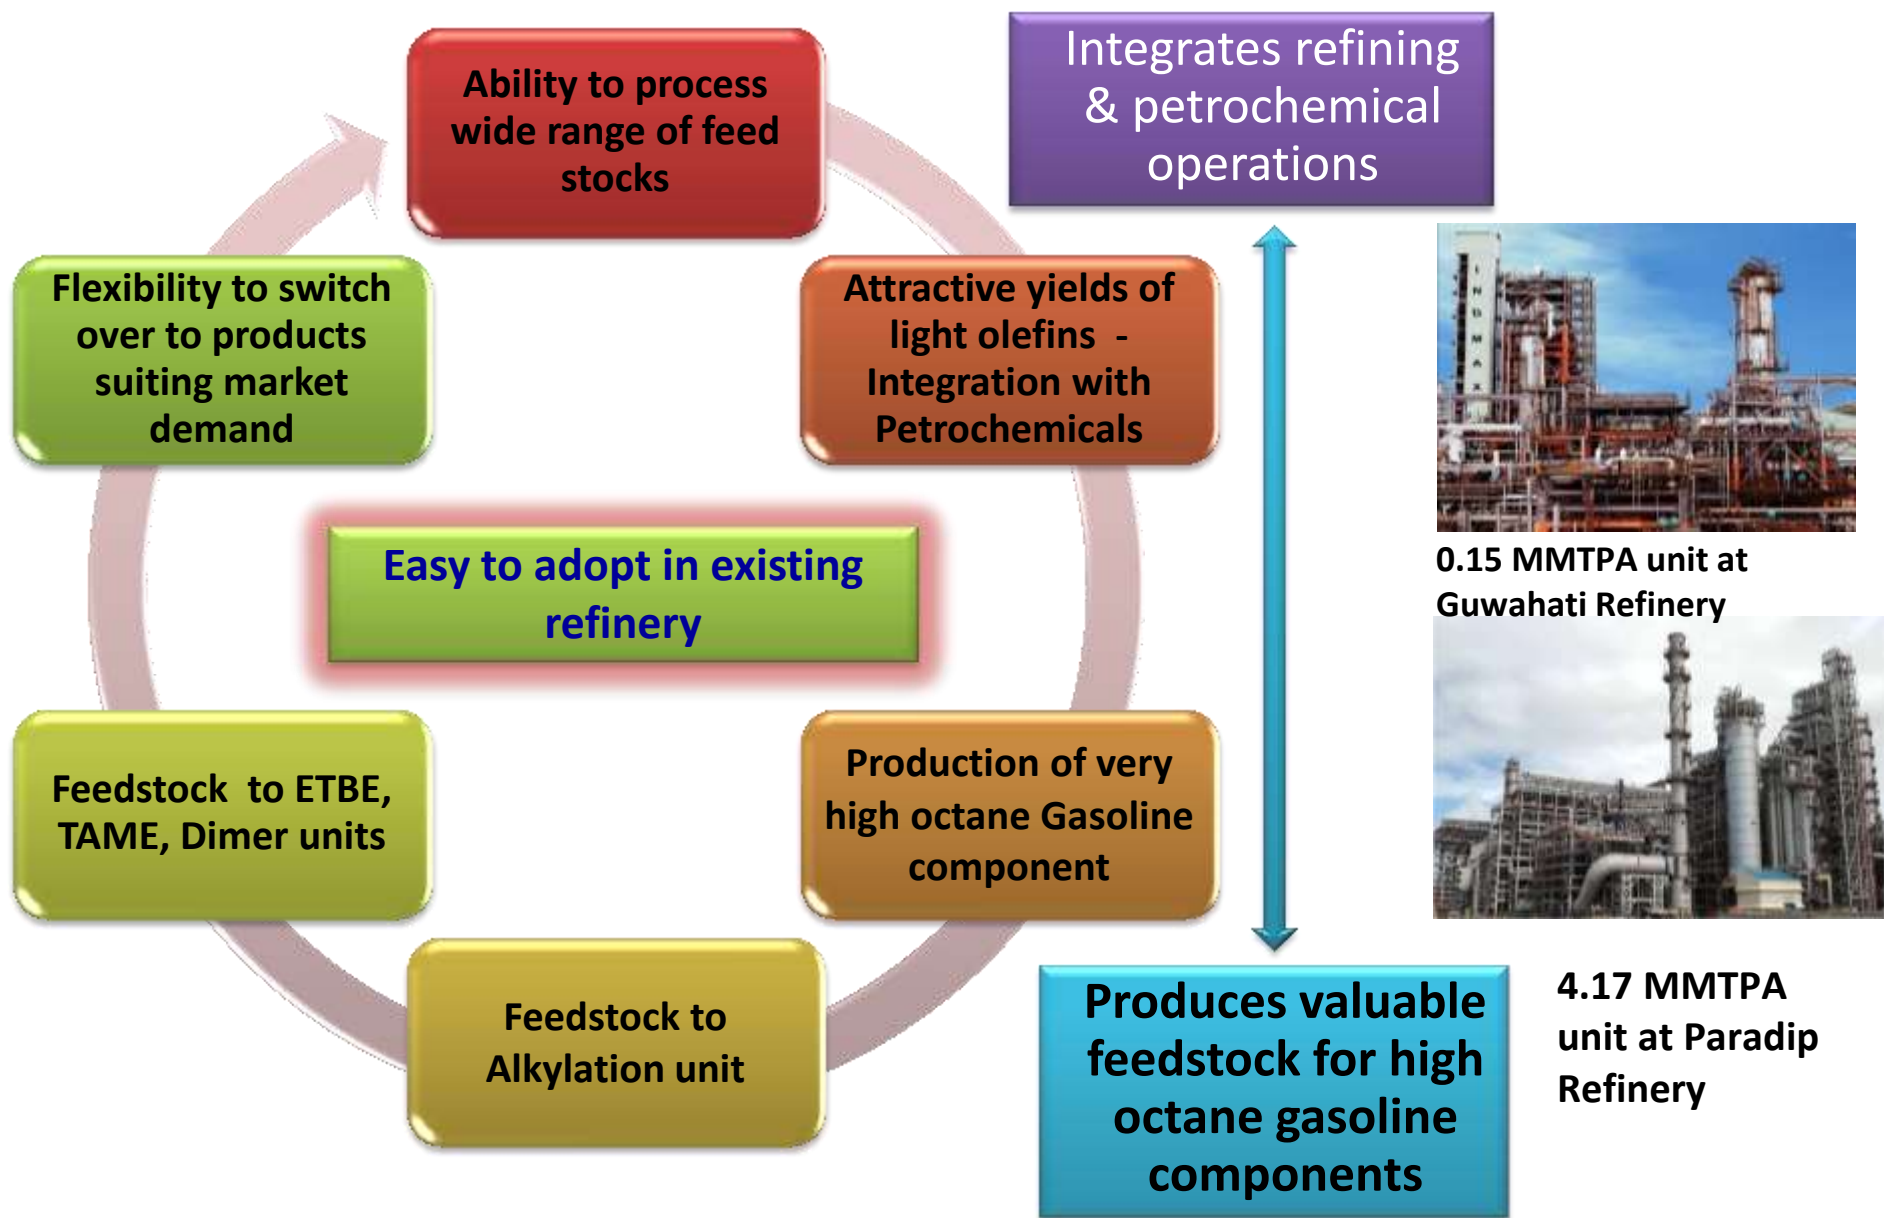 Ability to process
wide range of feed
stocks
Integrates refining
& petrochemical
operations
Flexibility to switch
over to products
suiting market
demand
Attractive yields of
light olefins -
Integration with
Petrochemicals
INDMAX
0.15 MMTPA unit at
Guwahati Refinery
Easy to adopt in existing
refinery
Feedstock to ETBE,
TAME, Dimer units
Production of very
high octane Gasoline
component
Feedstock to
Alkylation unit
Produces valuable
feedstock for high
octane gasoline
components
4.17 MMTPA
unit at Paradip
Refinery